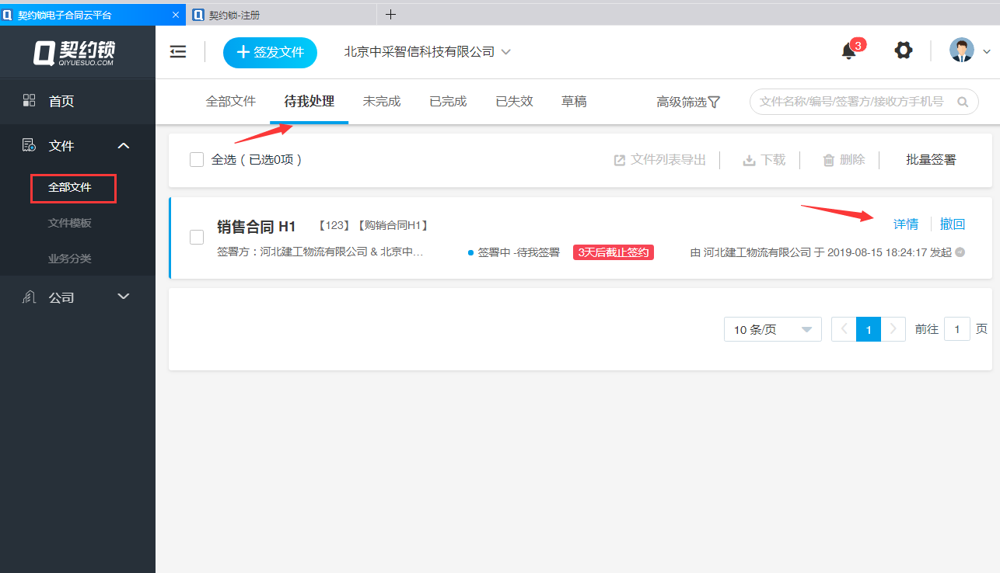 契约锁电子合同云平台
契约锁-注册
契约锁
QIYUESUO.COM
签发文件
北京中采智信科技有限公司
3
首页
文件
全部文件
文件模板
业务分类
公司
全部文件 待我处理 未完成 已完成 已失效 草稿 高级筛选
文件名称/编号/签署方/接收方手机号
全选（已选0项） 文件列表导出 下载 删除 批量签署
销售合同 H1 【123】【购销合同H1】 详情 撤回
签署方：河北建工物流有限公司 & 北京中... 签署中 -待我签署 3天后截止签约 由 河北建工物流有限公司 于 2019-08-15 18:24:17 发起
10 条/页 1 前往 1 页